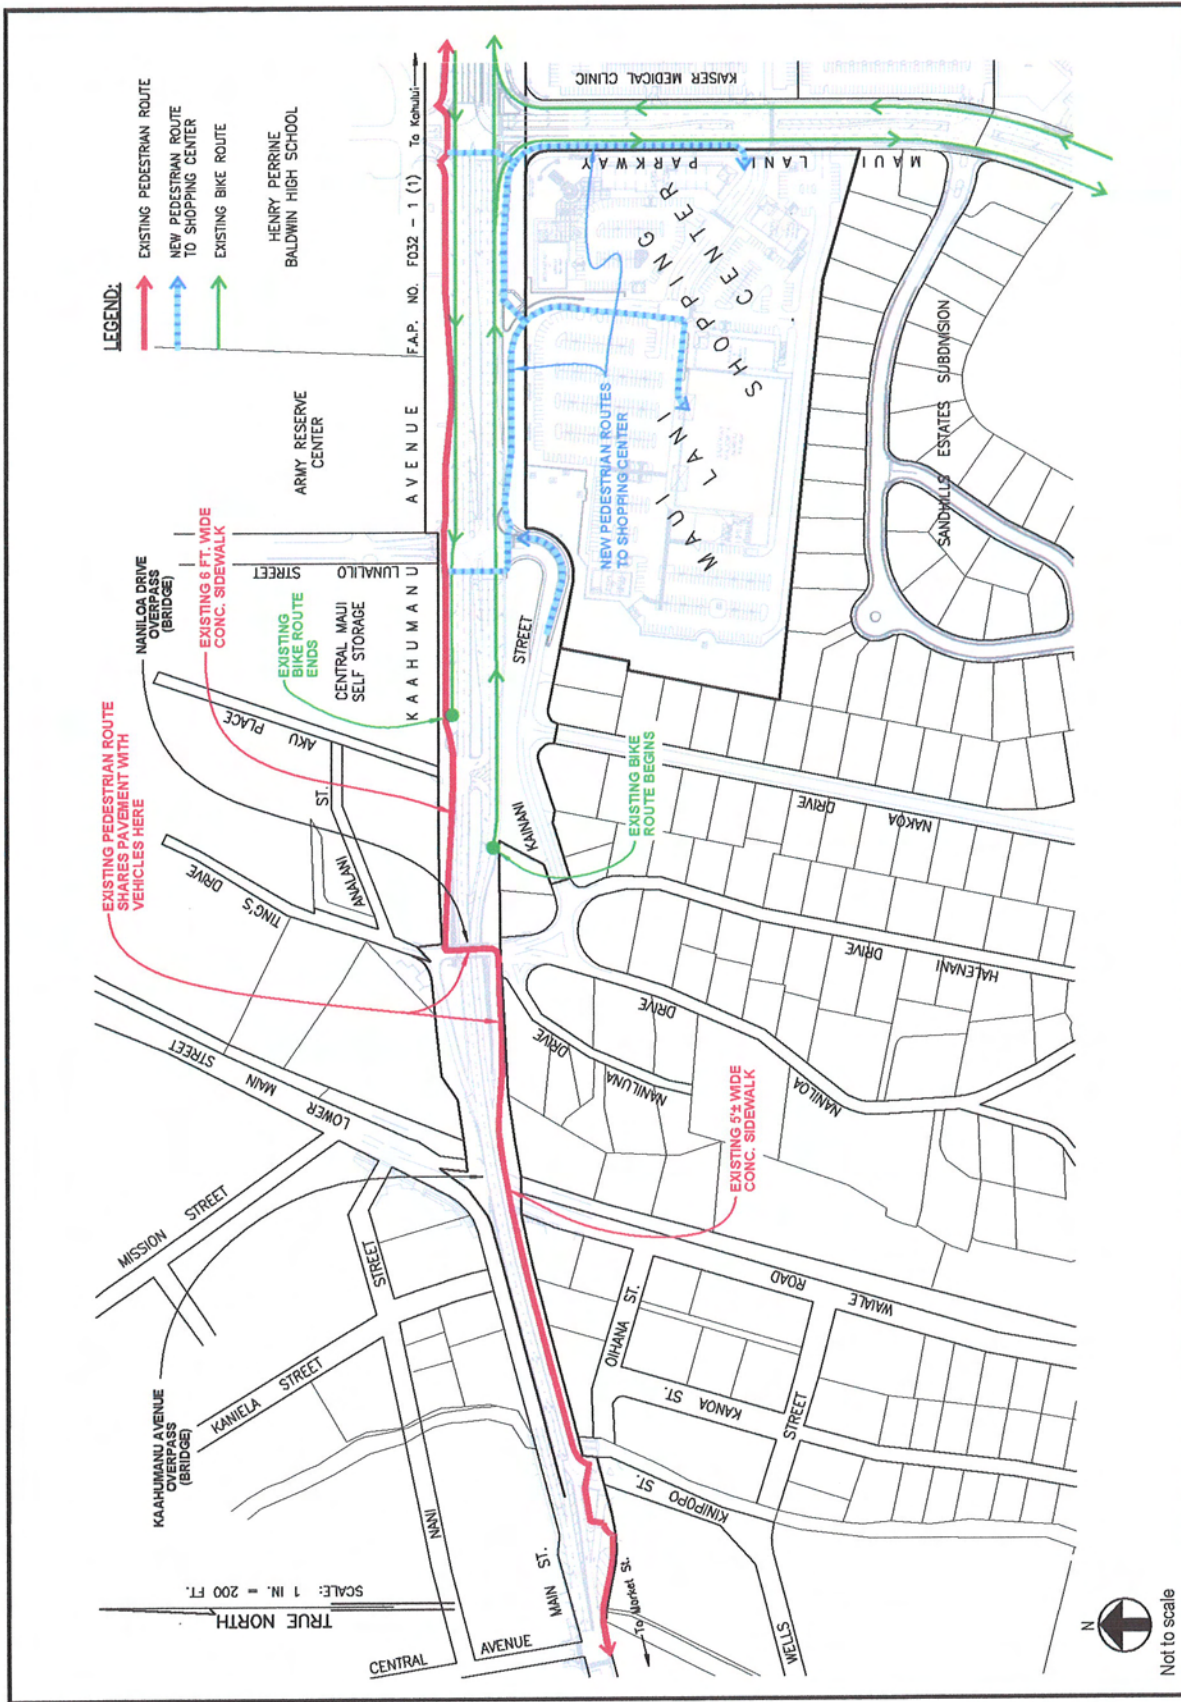 LEGEND:
EXISTING PEDESTRIAN ROUTE
NEW PEDESTRIAN ROUTE
TO SHOPPING CENTER
EXISTING BIKE ROUTE
HENRY PERRINE
BALDWIN HIGH SCHOOL
ARMY RESERVE
CENTER
To Kahului
KAAHUMANU AVENUE F.A.P. NO. F032 - 1 (1)
KAISER MEDICAL CLINIC
MAUI LANI PARKWAY
MAUI LANI
SHOPPING
CENTER
NEW PEDESTRIAN ROUTES
TO SHOPPING CENTER
SANDHILLS ESTATES SUBDIVISION
LUNALILO STREET
CENTRAL MAUI
SELF STORAGE
EXISTING
BIKE ROUTE
ENDS
EXISTING 6 FT. WIDE
CONC. SIDEWALK
NANILOA DRIVE
OVERPASS
(BRIDGE)
EXISTING PEDESTRIAN ROUTE
SHARES PAVEMENT WITH
VEHICLES HERE
AKU PLACE
ANALANI ST.
TING'S DRIVE
KAINANI STREET
EXISTING BIKE
ROUTE BEGINS
NAKOA DRIVE
HALENANI DRIVE
NANILOA DRIVE
NANILUNA DRIVE
LOWER MAIN STREET
MISSION STREET
EXISTING 5'± WIDE
CONC. SIDEWALK
KAAHUMANU AVENUE
OVERPASS
(BRIDGE)
KANIELA STREET
NANI STREET
WAIALE ROAD
OIHANA ST.
KANOA ST.
STREET
KINIPOPO ST.
WELLS
MAIN ST.
CENTRAL AVENUE
To Market St.
TRUE NORTH
SCALE: 1 IN. = 200 FT.
N
Not to scale